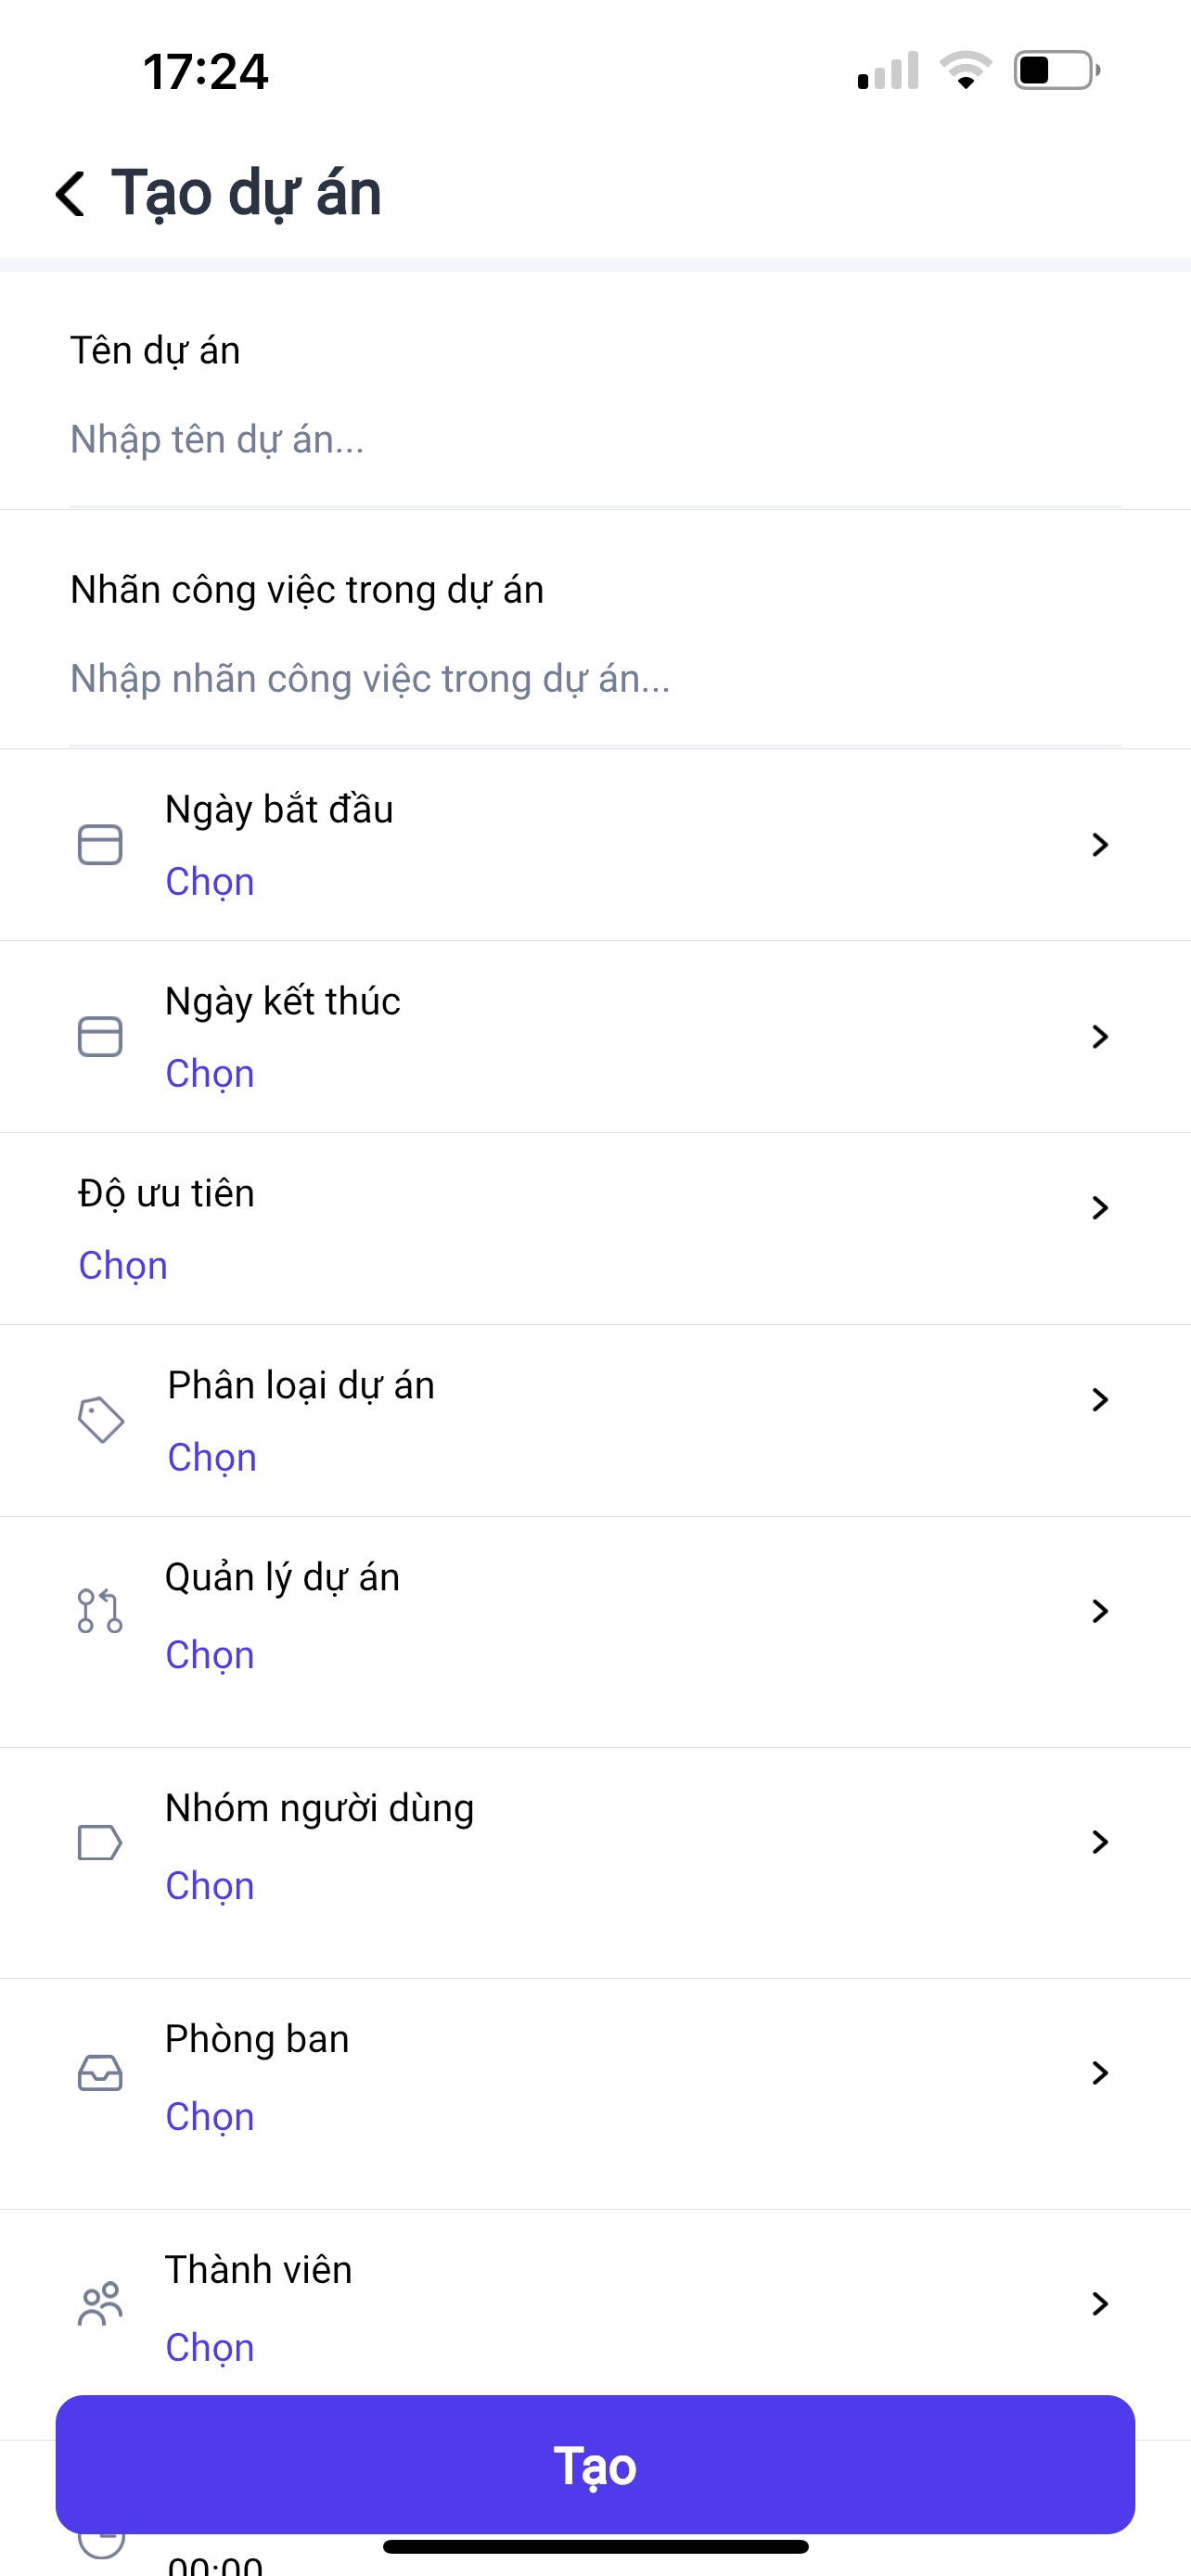 17:24
Tạo dự án
Tên dự án
Nhập tên dự án...
Nhãn công việc trong dự án
Nhập nhãn công việc trong dự án...
Ngày bắt đầu
Chọn
Ngày kết thúc
Chọn
Độ ưu tiên
Chọn
Phân loại dự án
Chọn
Quản lý dự án
Chọn
Nhóm người dùng
Chọn
Phòng ban
Chọn
Thành viên
Chọn
Tạo
00:00